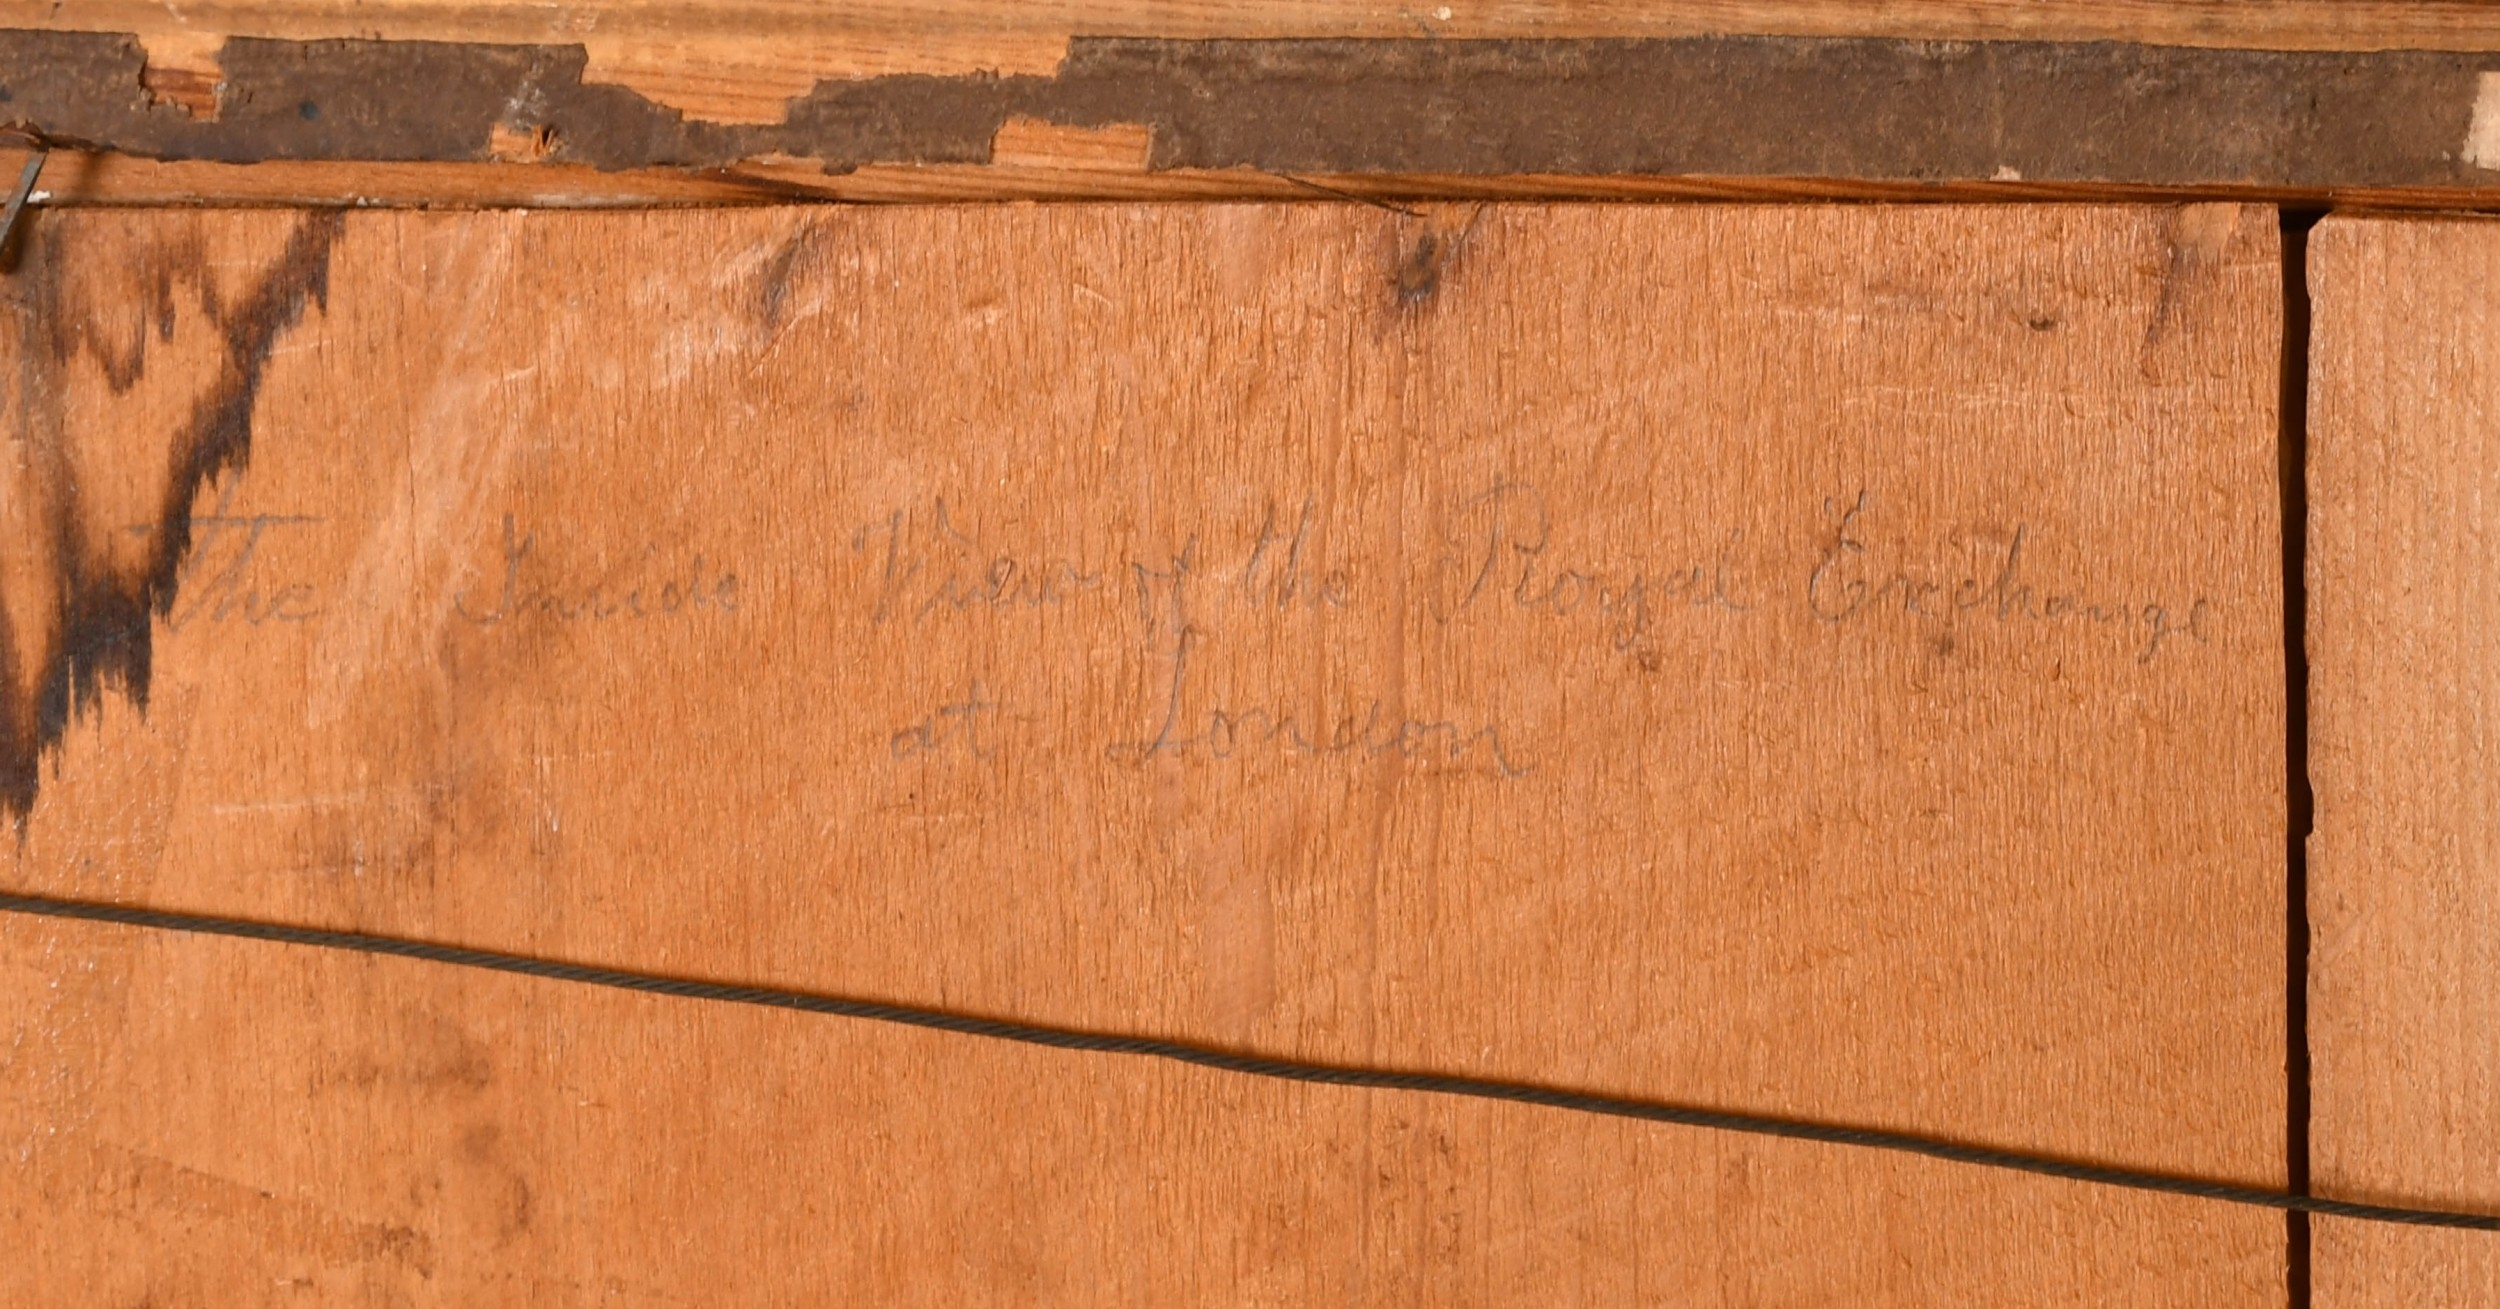 The Inside View of the Royal Exchange
at London